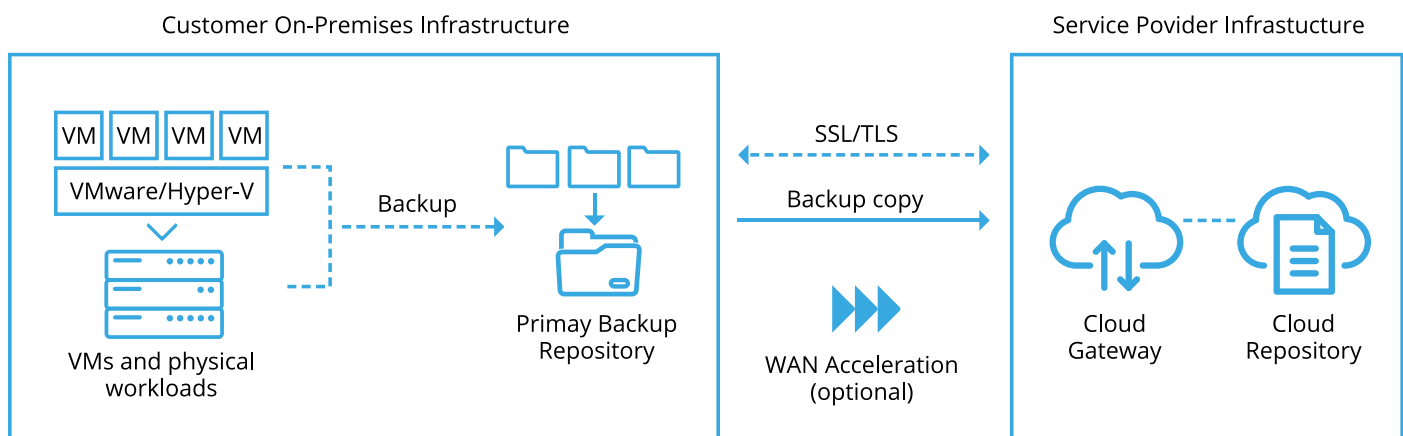 Customer On-Premises Infrastructure
Service Povider Infrastucture
VM VM VM VM
VMware/Hyper-V
VMs and physical
workloads
Backup
Primay Backup
Repository
SSL/TLS
Backup copy
WAN Acceleration
(optional)
Cloud
Gateway
Cloud
Repository